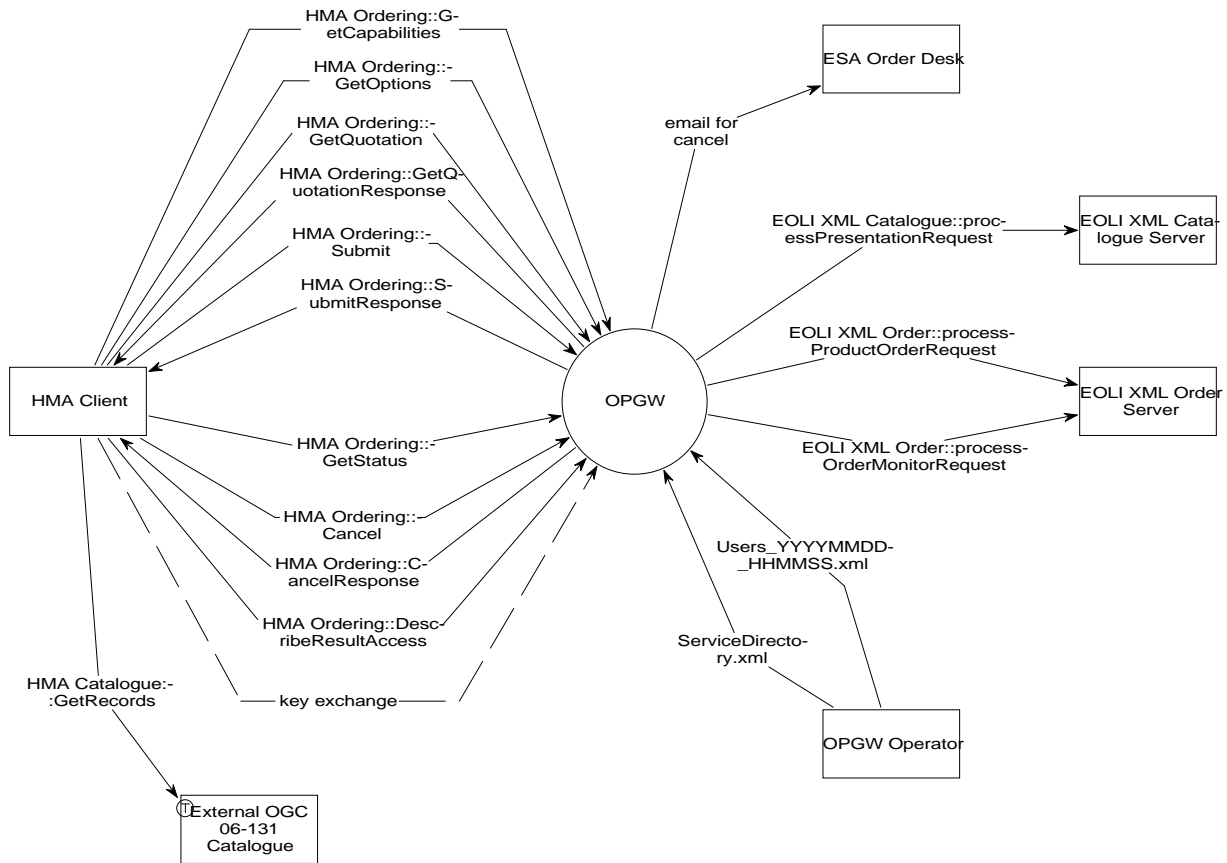 HMA Ordering::G-
etCapabilities
HMA Ordering::-
GetOptions
HMA Ordering::-
GetQuotation
HMA Ordering::GetQ-
uotationResponse
HMA Ordering::-
Submit
HMA Ordering::S-
ubmitResponse
ESA Order Desk
email for
cancel
EOLI XML Catalogue::proc-
essPresentationRequest
EOLI XML Cata-
logue Server
EOLI XML Order::process-
ProductOrderRequest
HMA Client
OPGW
EOLI XML Order
Server
HMA Ordering::-
GetStatus
EOLI XML Order::process-
OrderMonitorRequest
HMA Ordering::-
Cancel
HMA Ordering::C-
ancelResponse
HMA Ordering::Desc-
ribeResultAccess
key exchange
Users_YYYYMMDD-
_HHMMSS.xml
ServiceDirecto-
ry.xml
HMA Catalogue:-
:GetRecords
OPGW Operator
T
External OGC
06-131
Catalogue